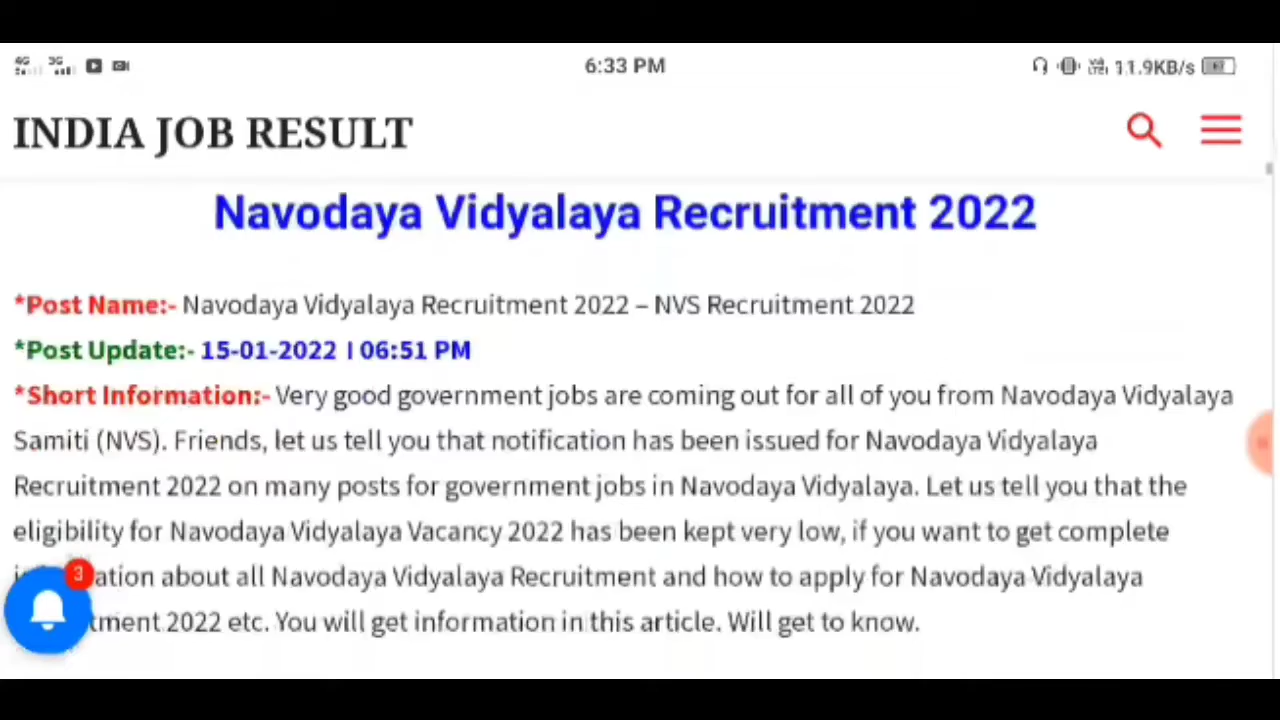 4G 3G 6:33 PM 11.9KB/s
INDIA JOB RESULT
Navodaya Vidyalaya Recruitment 2022
*Post Name:- Navodaya Vidyalaya Recruitment 2022 – NVS Recruitment 2022
*Post Update:- 15-01-2022 I 06:51 PM
*Short Information:- Very good government jobs are coming out for all of you from Navodaya Vidyalaya
Samiti (NVS). Friends, let us tell you that notification has been issued for Navodaya Vidyalaya
Recruitment 2022 on many posts for government jobs in Navodaya Vidyalaya. Let us tell you that the
eligibility for Navodaya Vidyalaya Vacancy 2022 has been kept very low, if you want to get complete
ation about all Navodaya Vidyalaya Recruitment and how to apply for Navodaya Vidyalaya
3
tment 2022 etc. You will get information in this article. Will get to know.